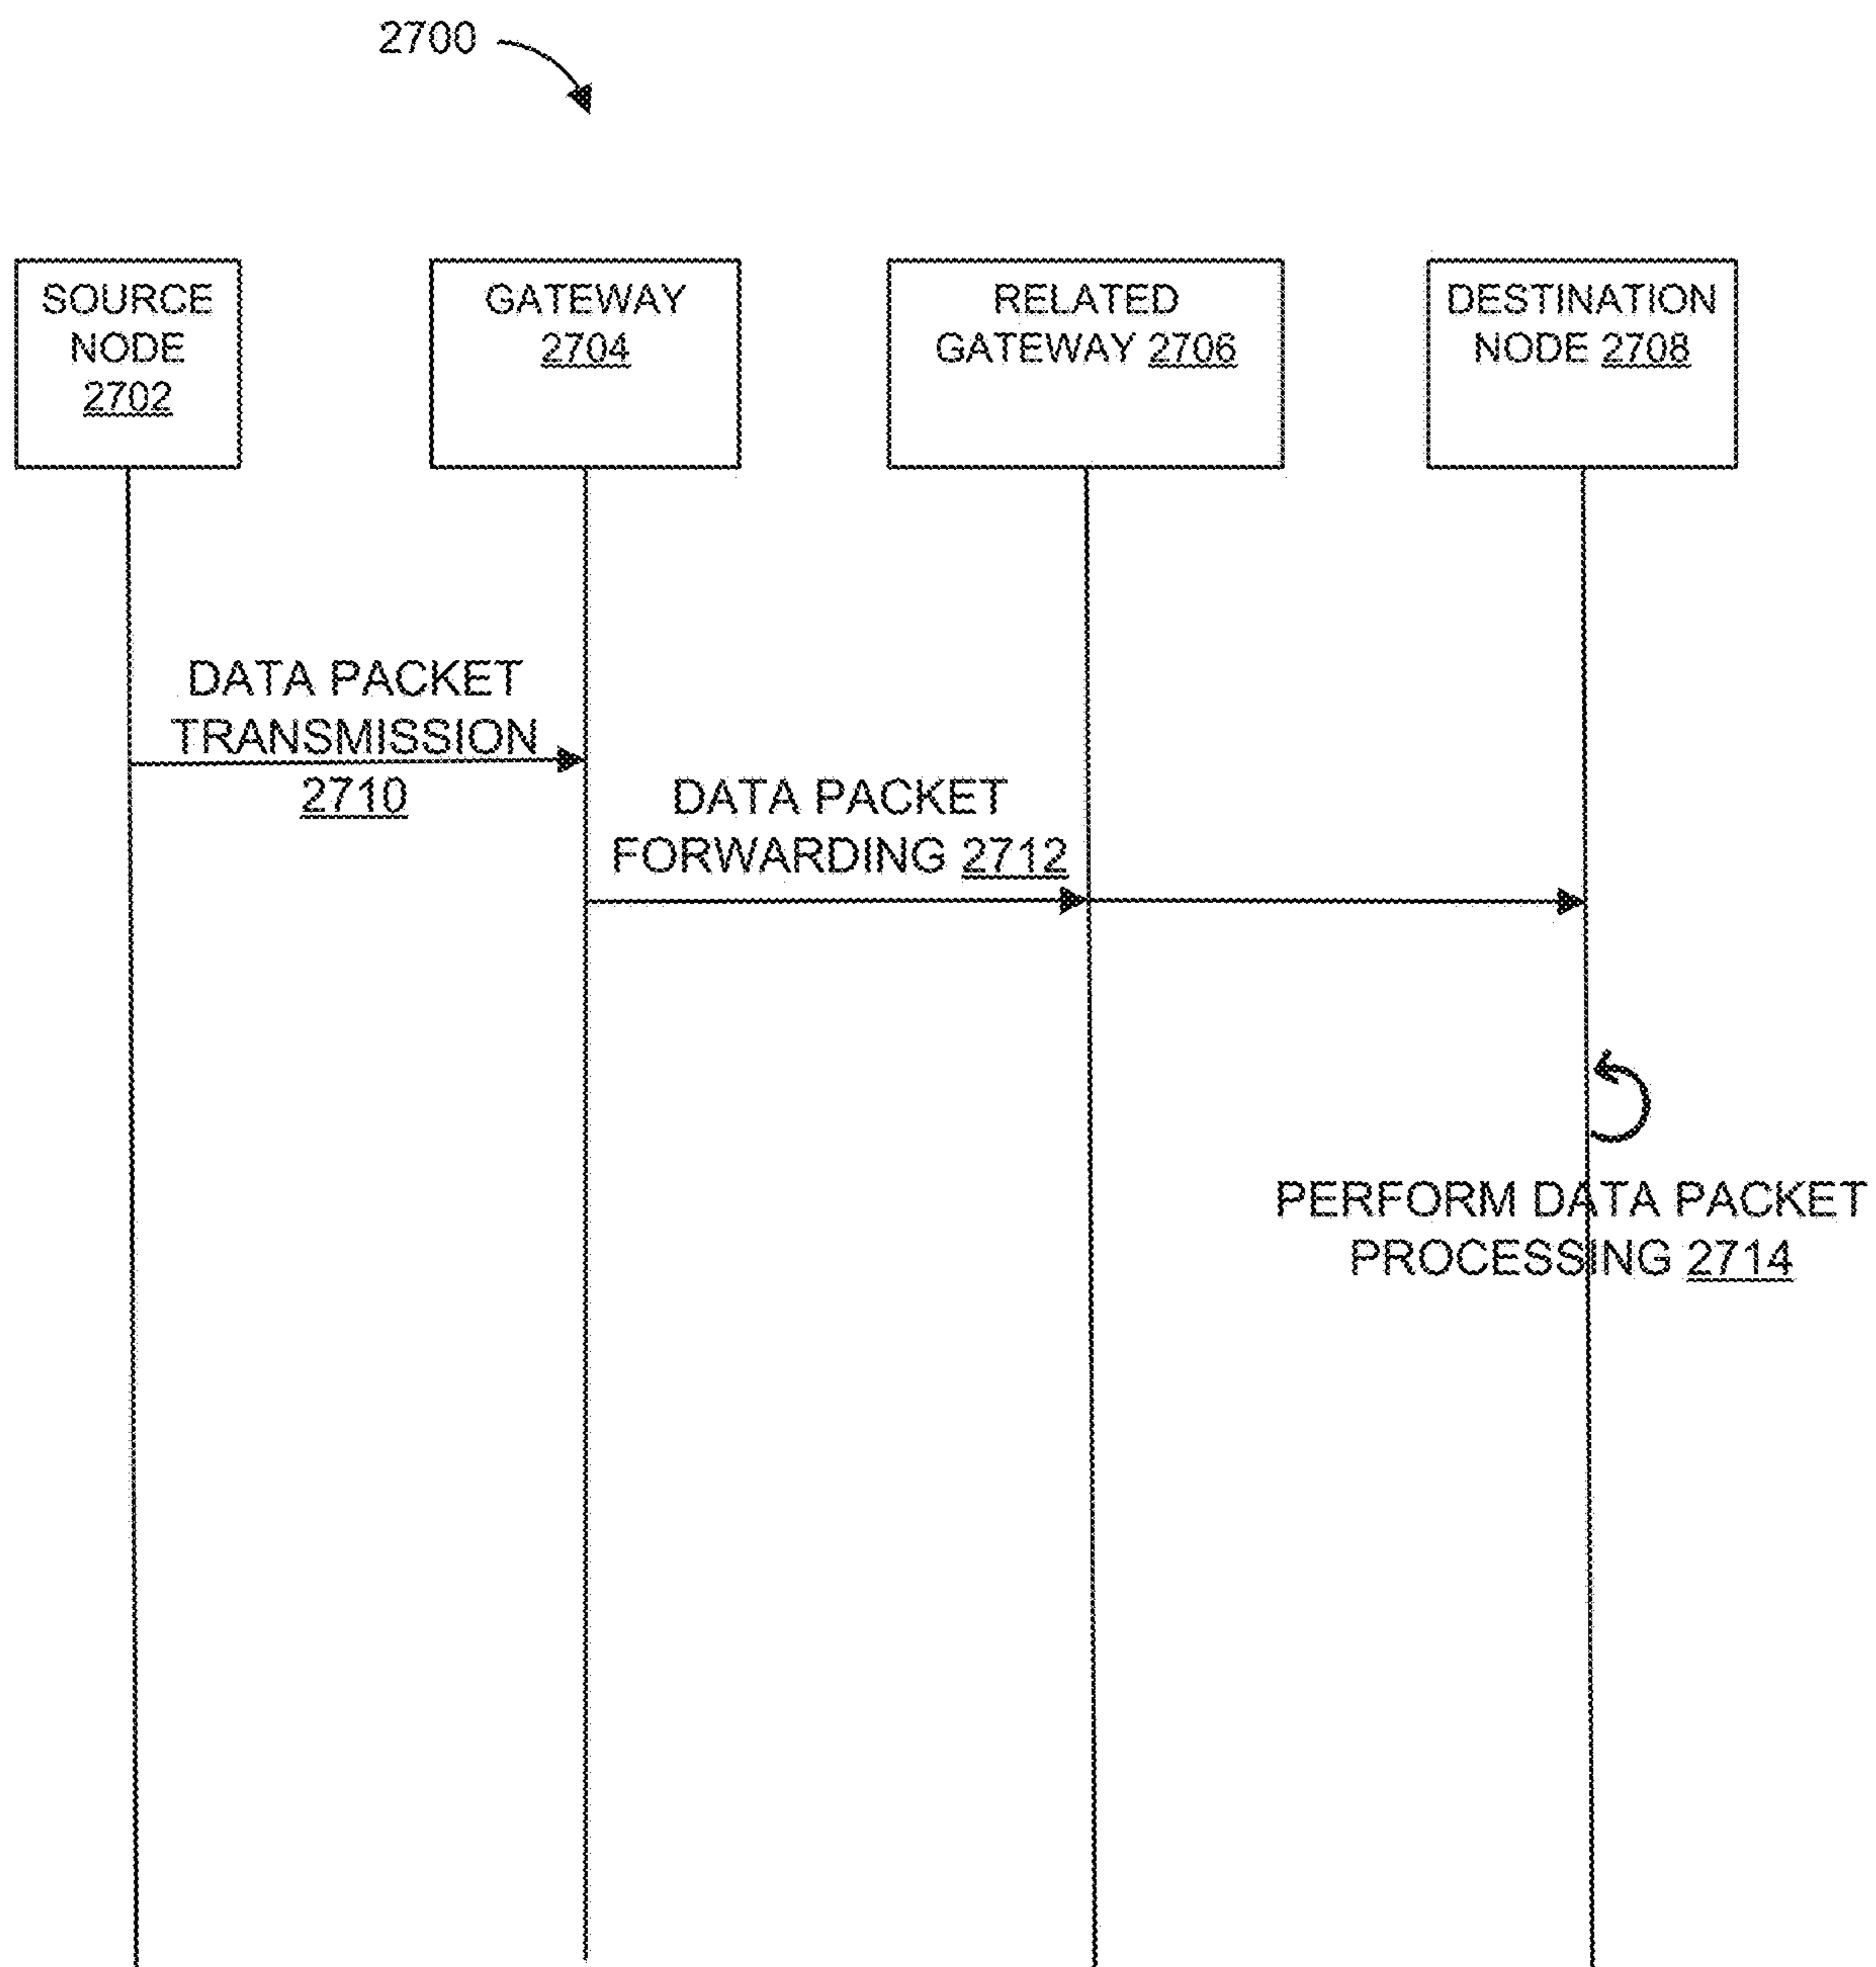 2700
SOURCE
NODE
2702
GATEWAY
2704
RELATED
GATEWAY 2706
DESTINATION
NODE 2708
DATA PACKET
TRANSMISSION
2710
DATA PACKET
FORWARDING 2712
PERFORM DATA PACKET
PROCESSING 2714